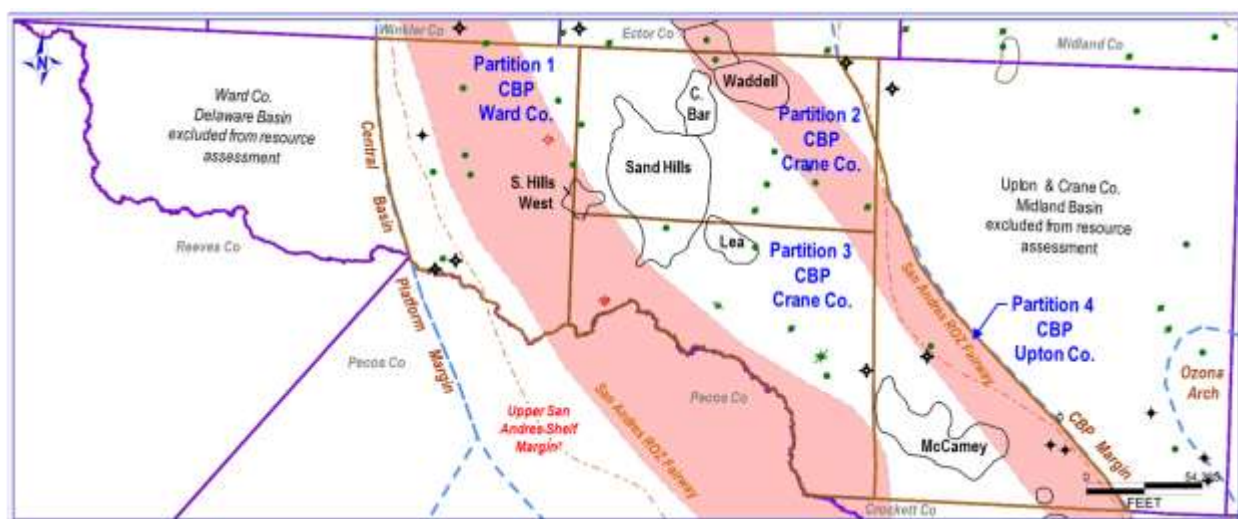 Winkler Co
Ector Co
Midland Co
N
Partition 1
CBP
Ward Co.
Waddell
C.
Bar
Partition 2
CBP
Crane Co.
Ward Co.
Delaware Basin
excluded from resource
assessment
Central
Basin
Platform
Margin
Sand Hills
S. Hills
West
Upton & Crane Co.
Midland Basin
excluded from resource
assessment
Reeves Co
Lea
Partition 3
CBP
Crane Co.
San Andres ROZ Fairway
Partition 4
CBP
Upton Co.
Pecos Co
Ozona
Arch
Upper San
Andres Shelf
Margin
San Andres ROZ Fairway
Pecos Co
McCamey
CBP Margin
0
FEET
Crockett Co